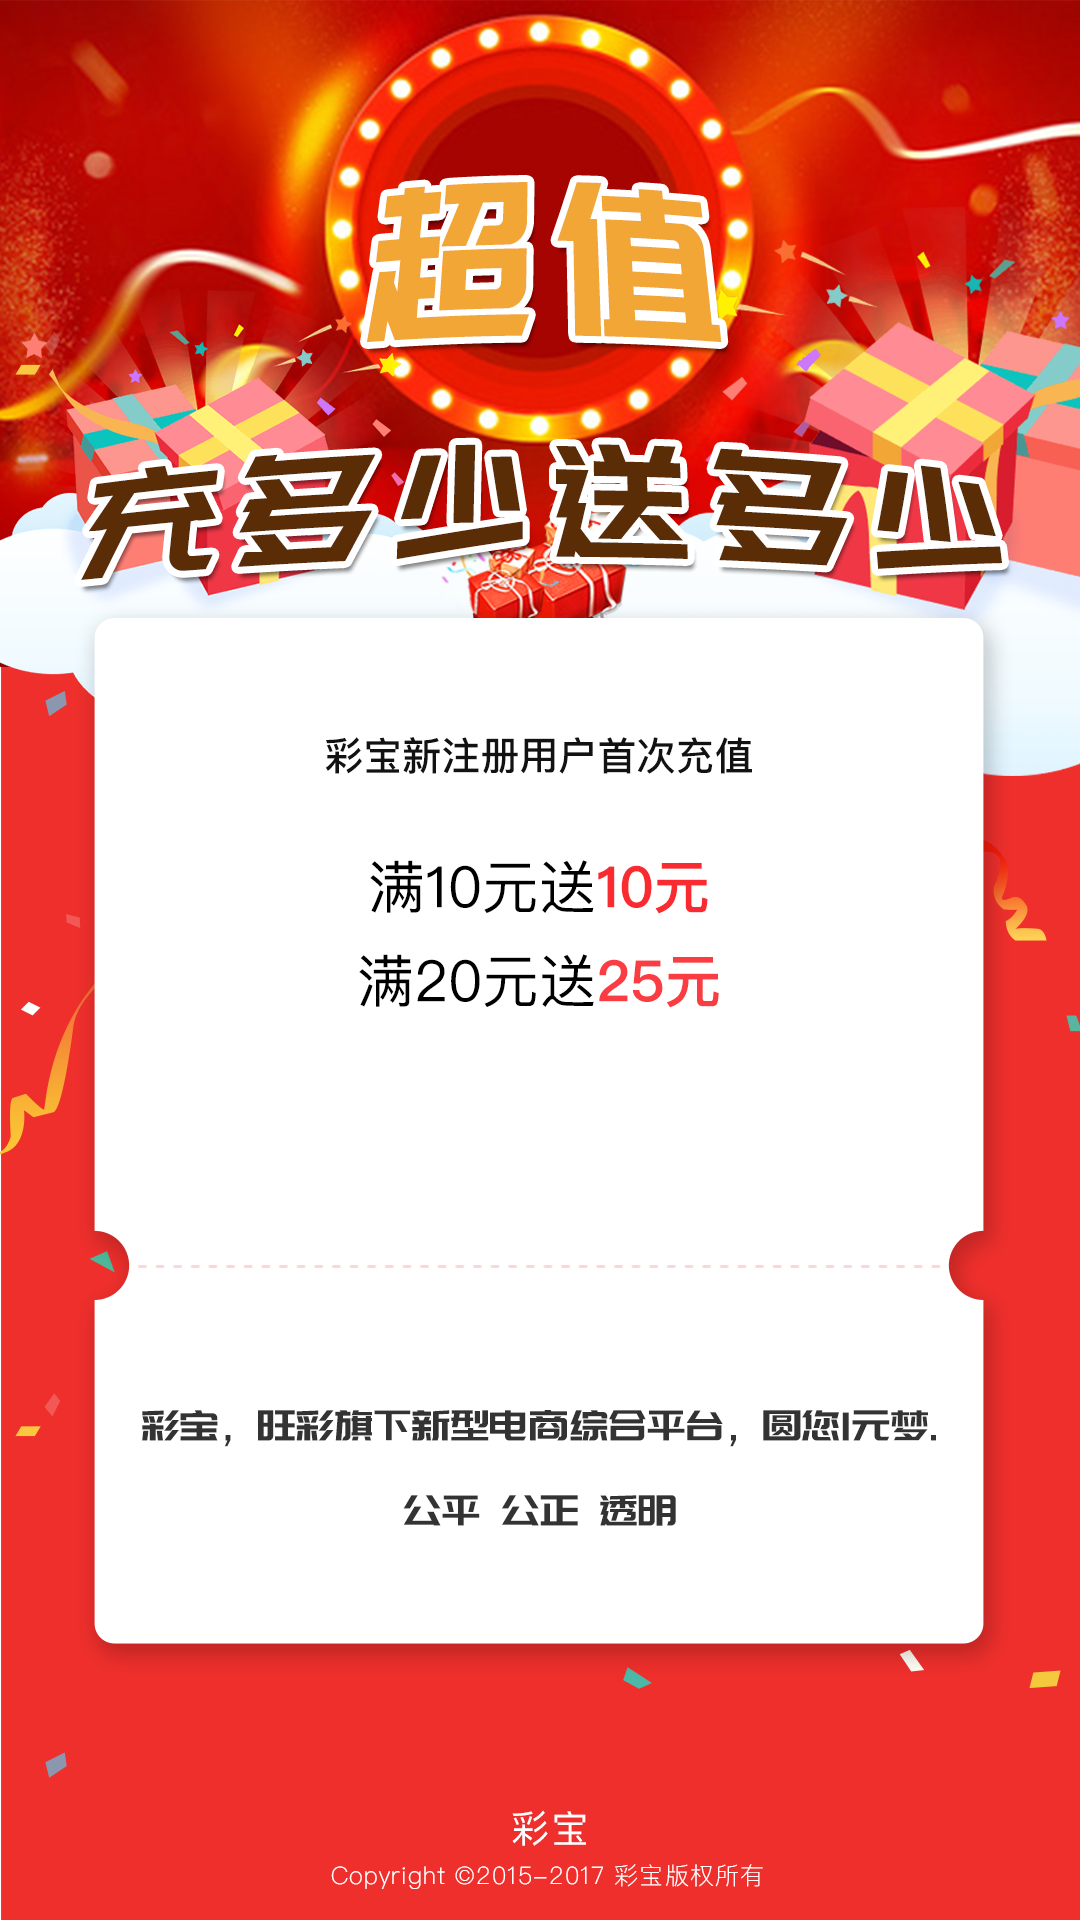 超值
充多少送多少
彩宝新注册用户首次充值
满10元送10元
满20元送25元
彩宝，旺彩旗下新型电商综合平台，圆您1元梦.
公平 公正 透明
彩宝
Copyright ©2015-2017 彩宝版权所有